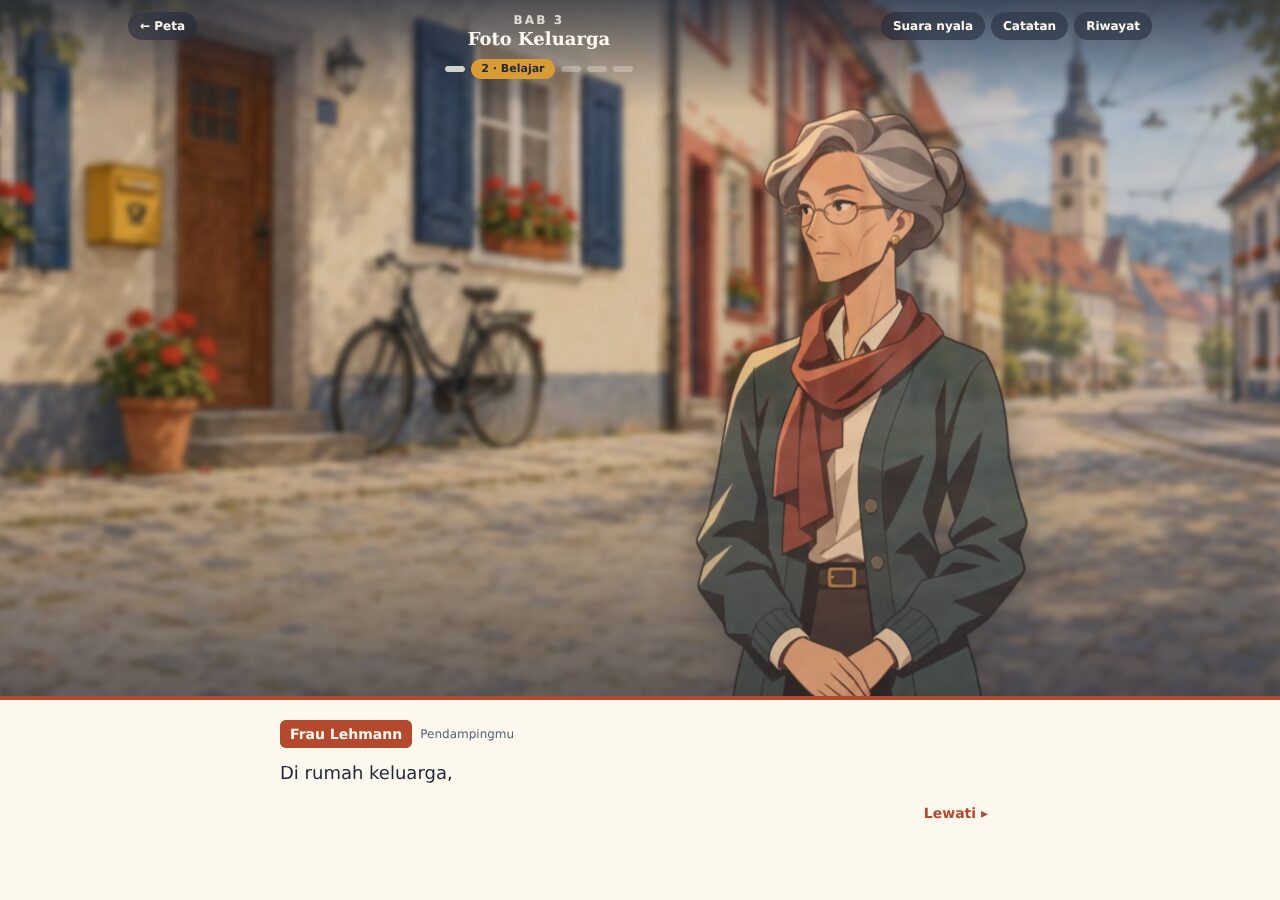 ← Peta
BAB 3
Foto Keluarga
2 · Belajar
Suara nyala
Catatan
Riwayat
Frau Lehmann
Pendampingmu
Di rumah keluarga,
Lewati ▸